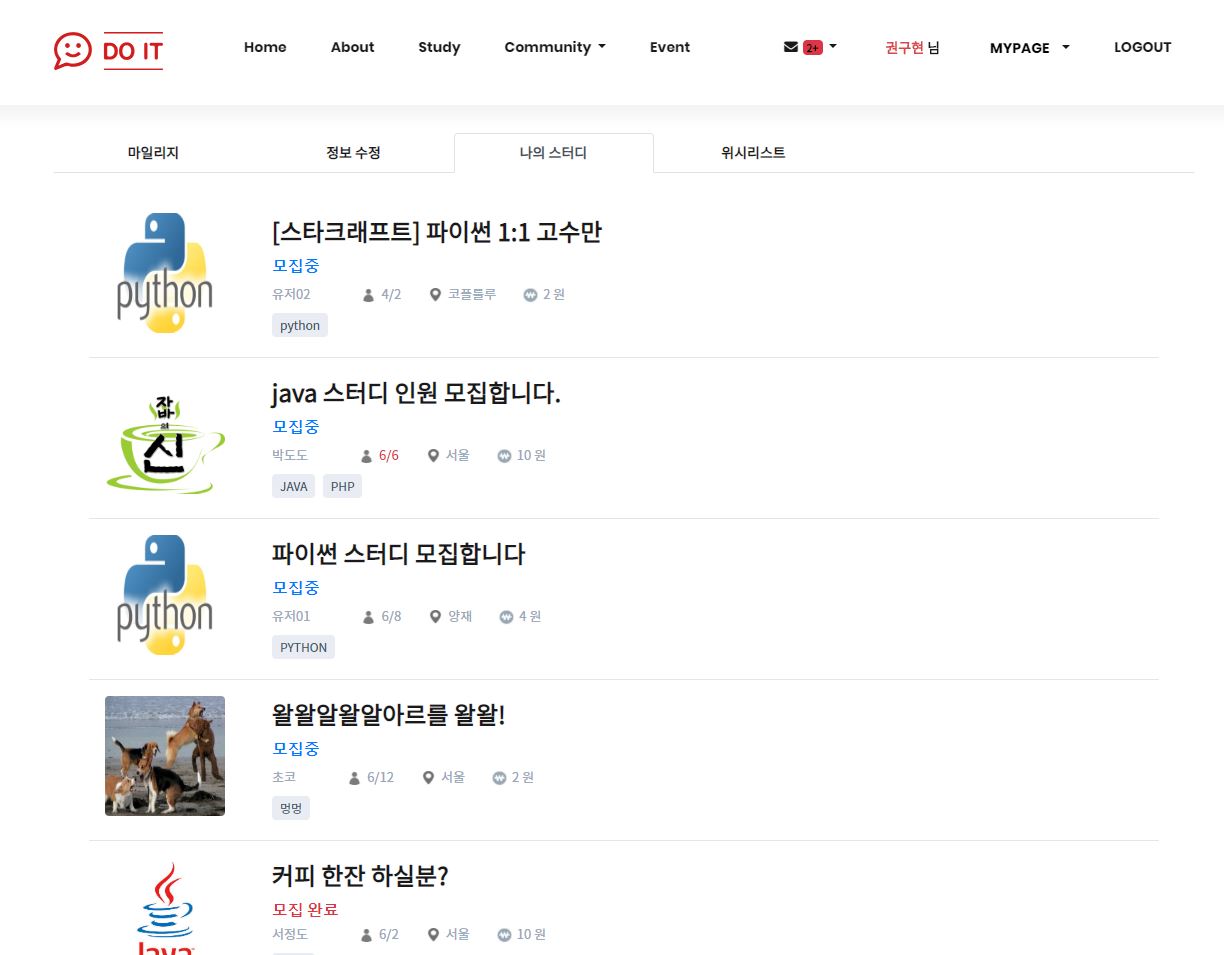 DO IT
Home About Study Community Event 2+ 권구현 님 MYPAGE LOGOUT
마일리지 정보 수정 나의 스터디 위시리스트
python
[스타크래프트] 파이썬 1:1 고수만
모집중
유저02 4/2 코플틀루 2 원
python
자바의 신
java 스터디 인원 모집합니다.
모집중
박도도 6/6 서울 10 원
JAVA PHP
python
파이썬 스터디 모집합니다
모집중
유저01 6/8 양재 4 원
PYTHON
왈왈알왈알아르를 왈왈!
모집중
초코 6/12 서울 2 원
멍멍
Java
커피 한잔 하실분?
모집 완료
서정도 6/2 서울 10 원